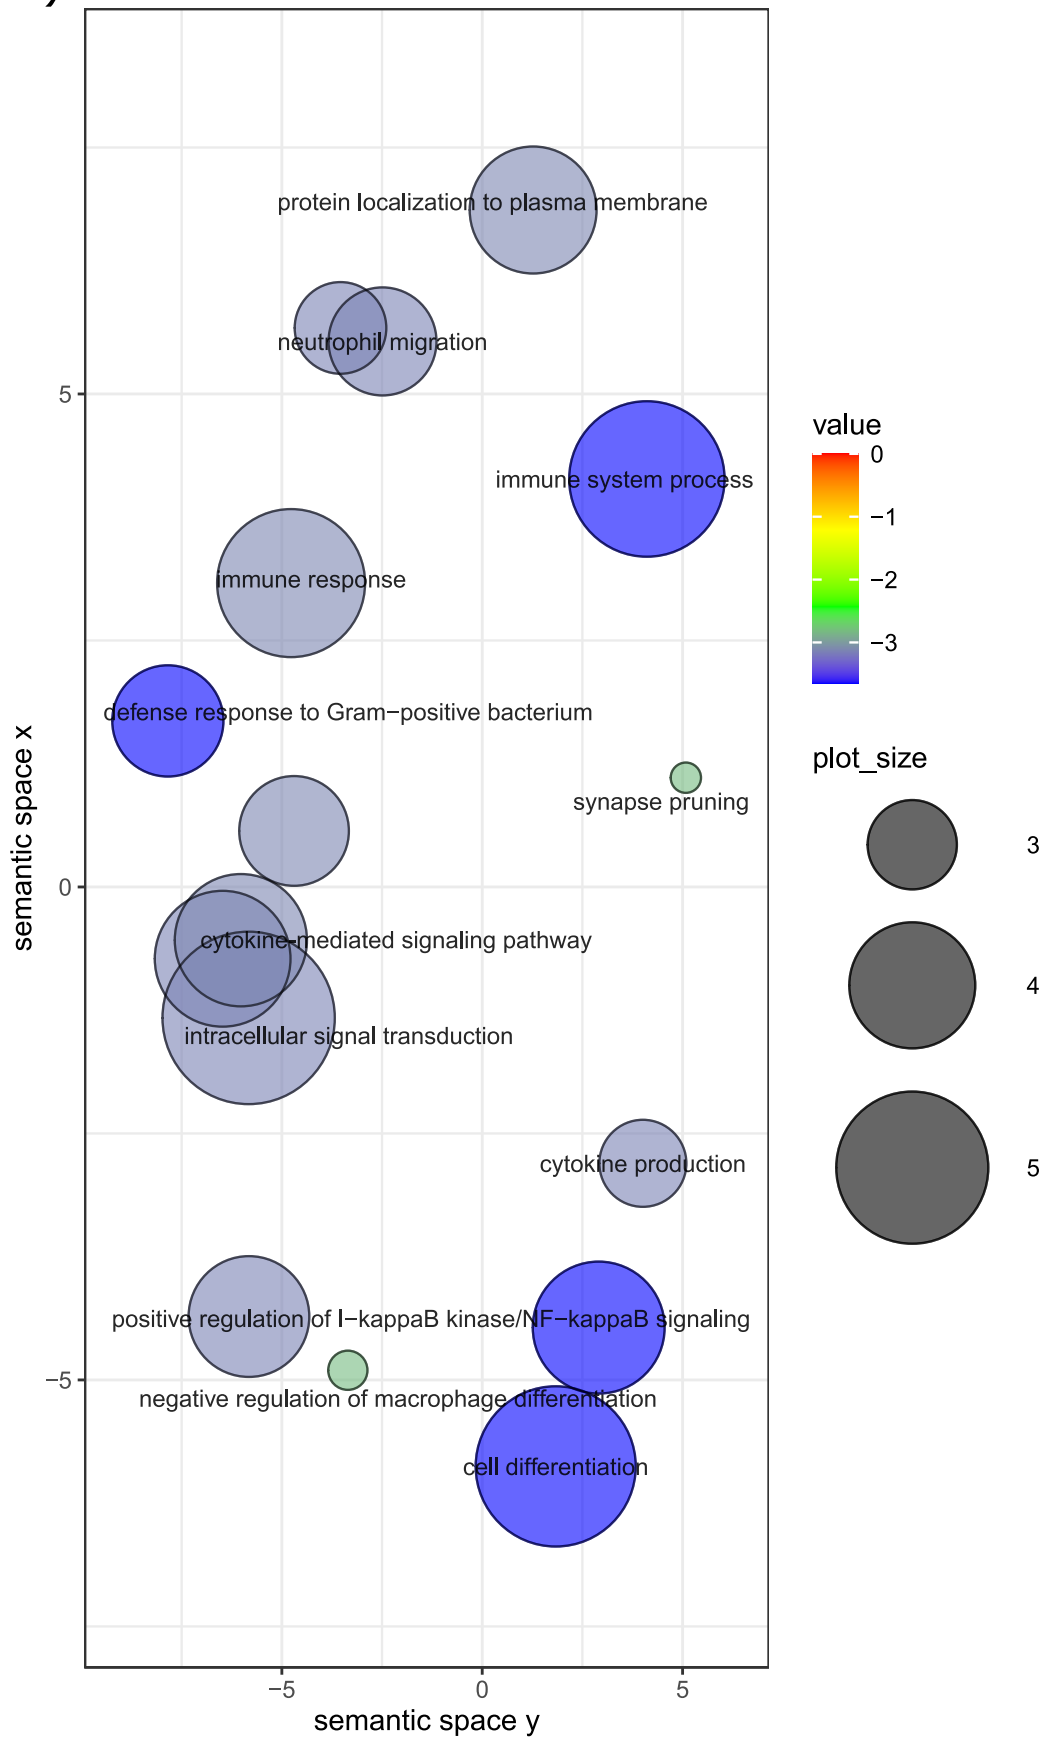 )
protein localization to plasma membrane
neutrophil migration
5
immune system process
immune response
defense response to Gram−positive bacterium
synapse pruning
0
cytokine−mediated signaling pathway
intracellular signal transduction
cytokine production
positive regulation of I−kappaB kinase/NF−kappaB signaling
−5
negative regulation of macrophage differentiation
cell differentiation
−5 0 5
semantic space y
semantic space x
value
0
−1
−2
−3
plot_size
3
4
5